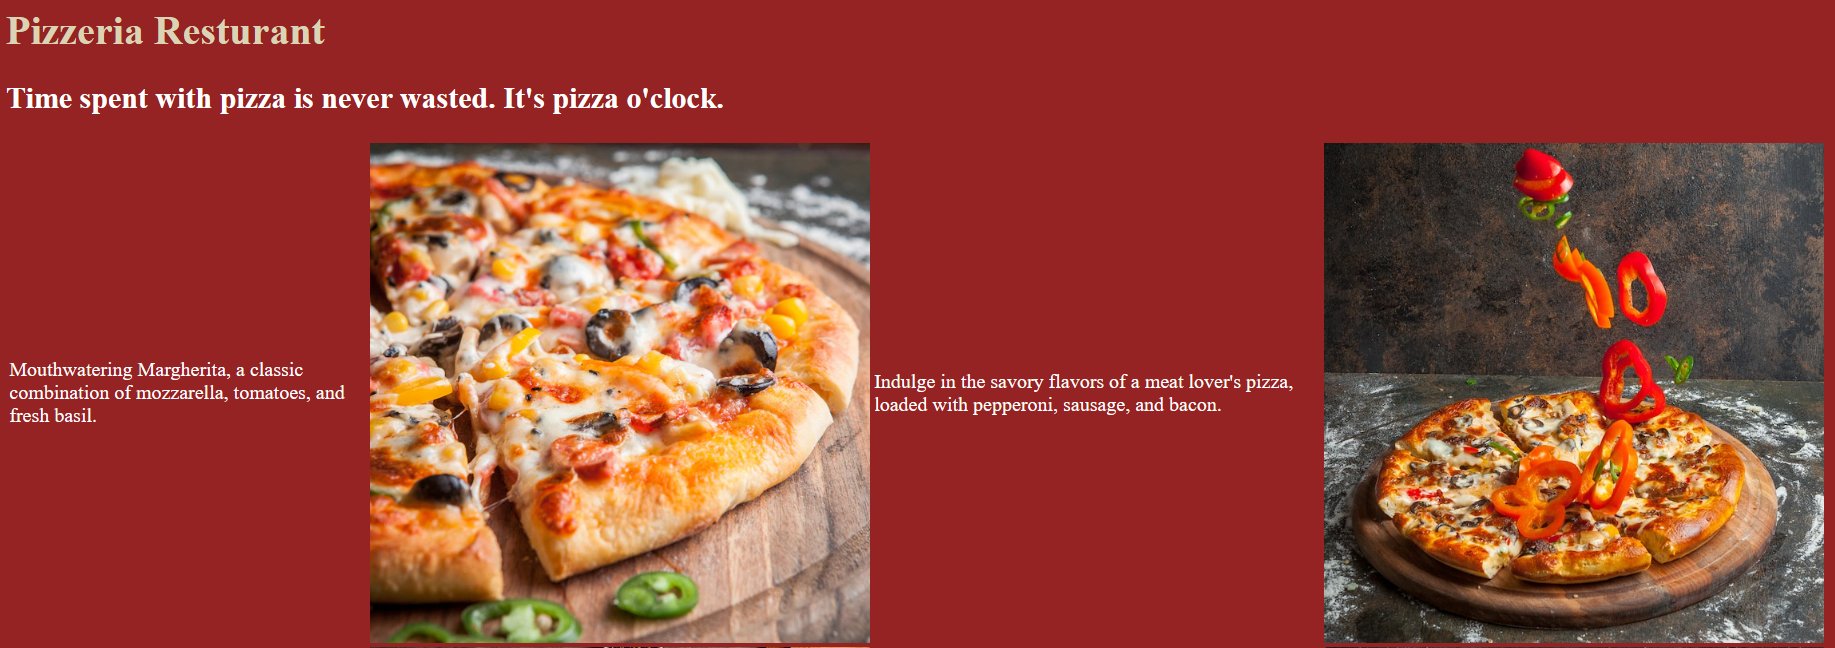 Pizzeria Resturant
Time spent with pizza is never wasted. It's pizza o'clock.
Mouthwatering Margherita, a classic
combination of mozzarella, tomatoes, and
fresh basil.
Indulge in the savory flavors of a meat lover's pizza,
loaded with pepperoni, sausage, and bacon.